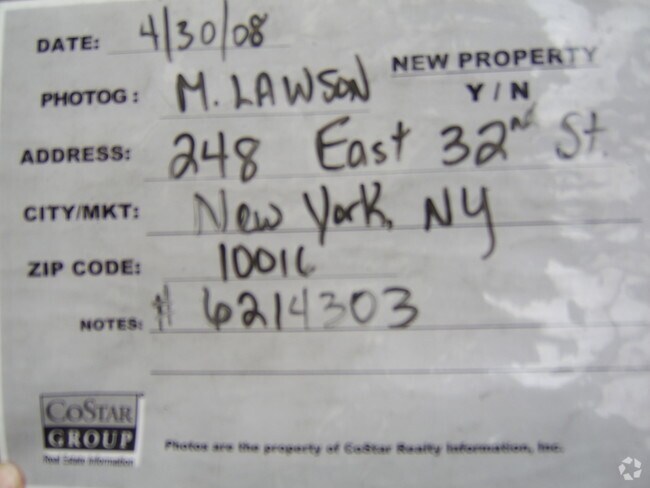 DATE: 4/30/08
NEW PROPERTY
PHOTOG: M. LAWSON Y / N
ADDRESS: 248 East 32nd St.
CITY/MKT: New York, NY
ZIP CODE: 10016
NOTES: # 6214303
COSTAR
GROUP
Real Estate Information
Photos are the property of CoStar Realty Information, Inc.